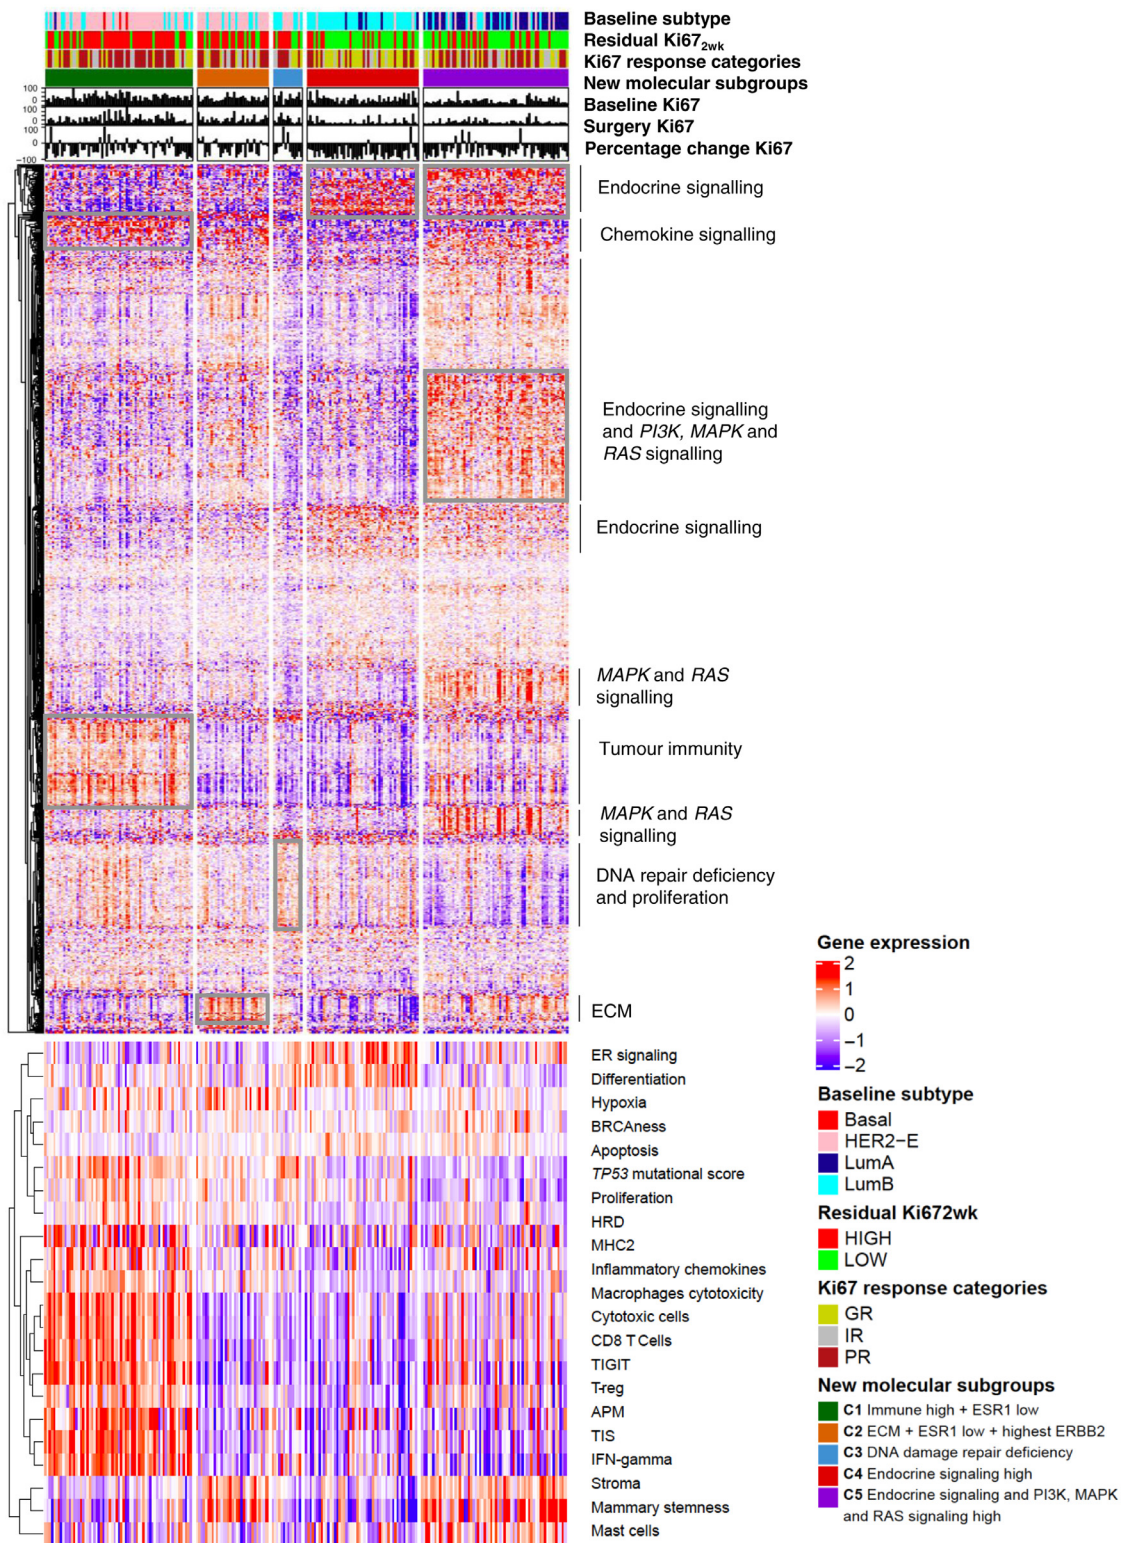 Baseline subtype
Residual Ki672wk
Ki67 response categories
New molecular subgroups
100
0
Baseline Ki67
100
0
Surgery Ki67
100
0
−100
Percentage change Ki67
Endocrine signalling
Chemokine signalling
Endocrine signalling
and PI3K, MAPK and
RAS signalling
Endocrine signalling
MAPK and RAS
signalling
Tumour immunity
MAPK and RAS
signalling
DNA repair deficiency
and proliferation
ECM
ER signaling
Differentiation
Hypoxia
BRCAness
Apoptosis
TP53 mutational score
Proliferation
HRD
MHC2
Inflammatory chemokines
Macrophages cytotoxicity
Cytotoxic cells
CD8 T Cells
TIGIT
T-reg
APM
TIS
IFN-gamma
Stroma
Mammary stemness
Mast cells
Gene expression
2
1
0
−1
−2
Baseline subtype
Basal
HER2−E
LumA
LumB
Residual Ki672wk
HIGH
LOW
Ki67 response categories
GR
IR
PR
New molecular subgroups
C1 Immune high + ESR1 low
C2 ECM + ESR1 low + highest ERBB2
C3 DNA damage repair deficiency
C4 Endocrine signaling high
C5 Endocrine signaling and PI3K, MAPK
and RAS signaling high